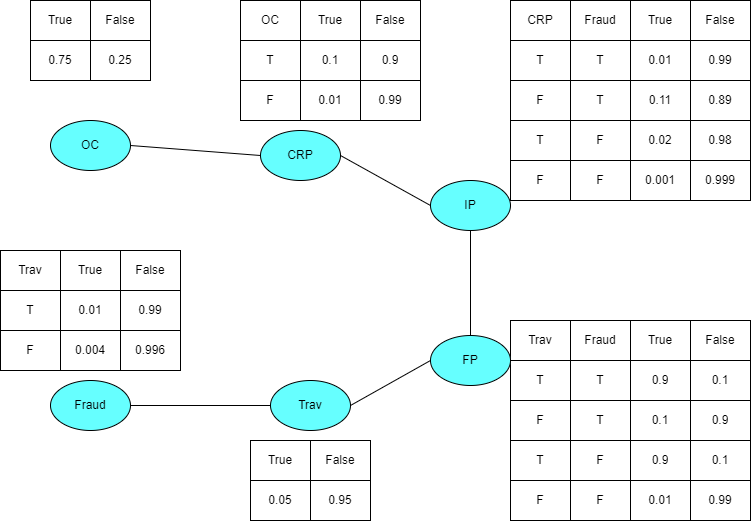 True False
0.75 0.25
OC True False
T 0.1 0.9
F 0.01 0.99
CRP Fraud True False
T T 0.01 0.99
F T 0.11 0.89
T F 0.02 0.98
F F 0.001 0.999
OC
CRP
IP
Trav True False
T 0.01 0.99
F 0.004 0.996
Fraud
Trav
FP
True False
0.05 0.95
Trav Fraud True False
T T 0.9 0.1
F T 0.1 0.9
T F 0.9 0.1
F F 0.01 0.99